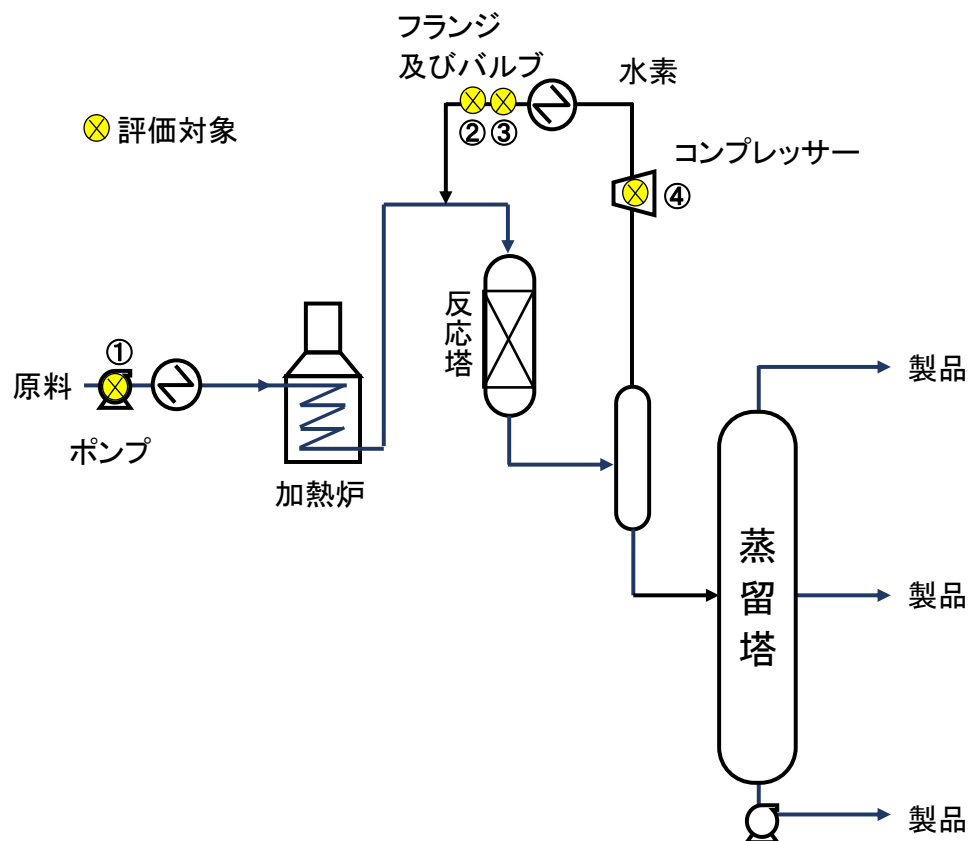 フランジ
及びバルブ
水素
評価対象
②
③
コンプレッサー
④
反応塔
①
原料
ポンプ
加熱炉
製品
蒸留塔
製品
製品